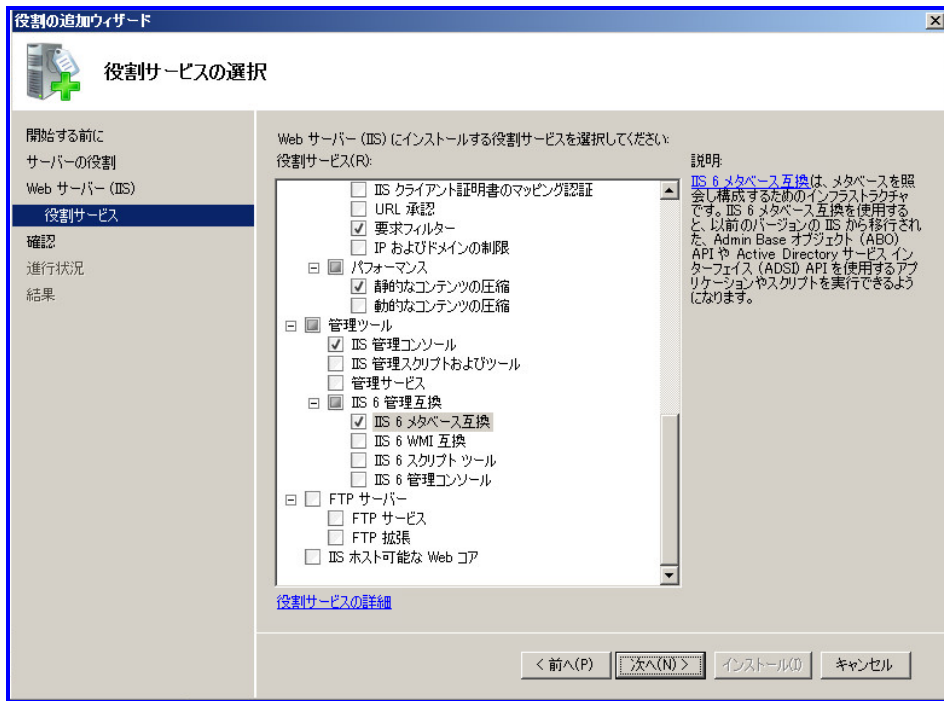 役割の追加ウィザード
役割サービスの選択
開始する前に
サーバーの役割
Web サーバー (IIS)
役割サービス
確認
進行状況
結果
Web サーバー (IIS) にインストールする役割サービスを選択してください:
役割サービス(R):
IIS クライアント証明書のマッピング認証
URL 承認
要求フィルター
IP およびドメインの制限
パフォーマンス
静的なコンテンツの圧縮
動的なコンテンツの圧縮
管理ツール
IIS 管理コンソール
IIS 管理スクリプトおよびツール
管理サービス
IIS 6 管理互換
IIS 6 メタベース互換
IIS 6 WMI 互換
IIS 6 スクリプト ツール
IIS 6 管理コンソール
FTP サーバー
FTP サービス
FTP 拡張
IIS ホスト可能な Web コア
役割サービスの詳細
説明:
IIS 6 メタベース互換は、メタベースを照
会し構成するためのインフラストラクチャ
です。IIS 6 メタベース互換を使用する
と、以前のバージョンの IIS から移行され
た、Admin Base オブジェクト (ABO)
API や Active Directory サービス イン
ターフェイス (ADSI) API を使用するアプ
リケーションやスクリプトを実行できるよう
になります。
< 前へ(P)
次へ(N) >
インストール(I)
キャンセル